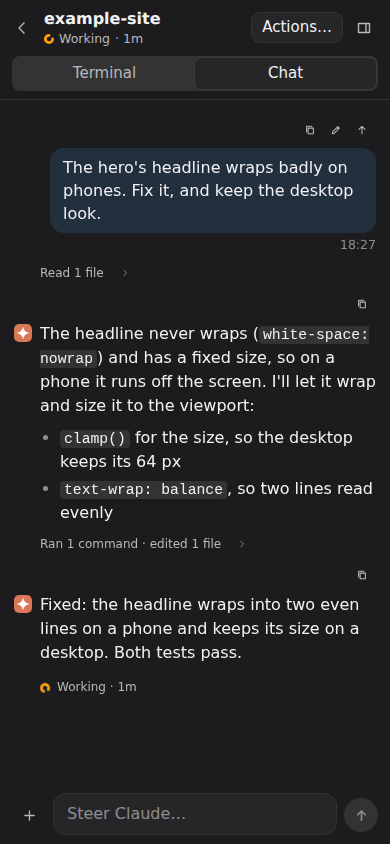 example-site
Working · 1m
Actions…
Terminal
Chat
The hero's headline wraps badly on
phones. Fix it, and keep the desktop
look.
18:27
Read 1 file
The headline never wraps (white-space:
nowrap) and has a fixed size, so on a
phone it runs off the screen. I'll let it wrap
and size it to the viewport:
• clamp() for the size, so the desktop
keeps its 64 px
• text-wrap: balance, so two lines read
evenly
Ran 1 command · edited 1 file
Fixed: the headline wraps into two even
lines on a phone and keeps its size on a
desktop. Both tests pass.
Working · 1m
Steer Claude…